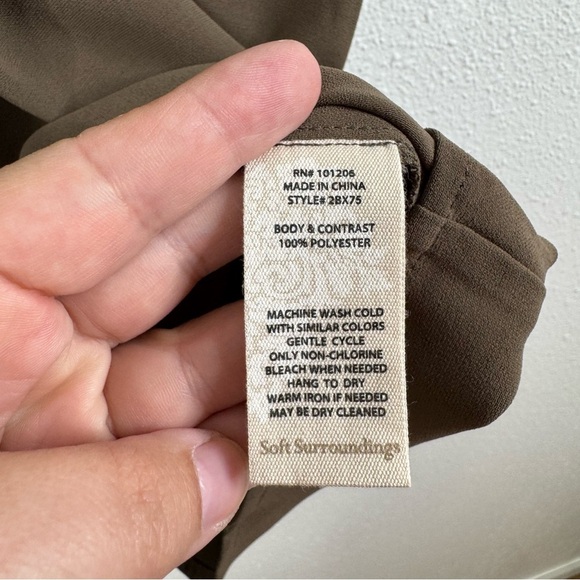 RN# 101206
MADE IN CHINA
STYLE# 2BX75
BODY & CONTRAST
100% POLYESTER
MACHINE WASH COLD
WITH SIMILAR COLORS
GENTLE CYCLE
ONLY NON-CHLORINE
BLEACH WHEN NEEDED
HANG TO DRY
WARM IRON IF NEEDED
MAY BE DRY CLEANED
Soft Surroundings